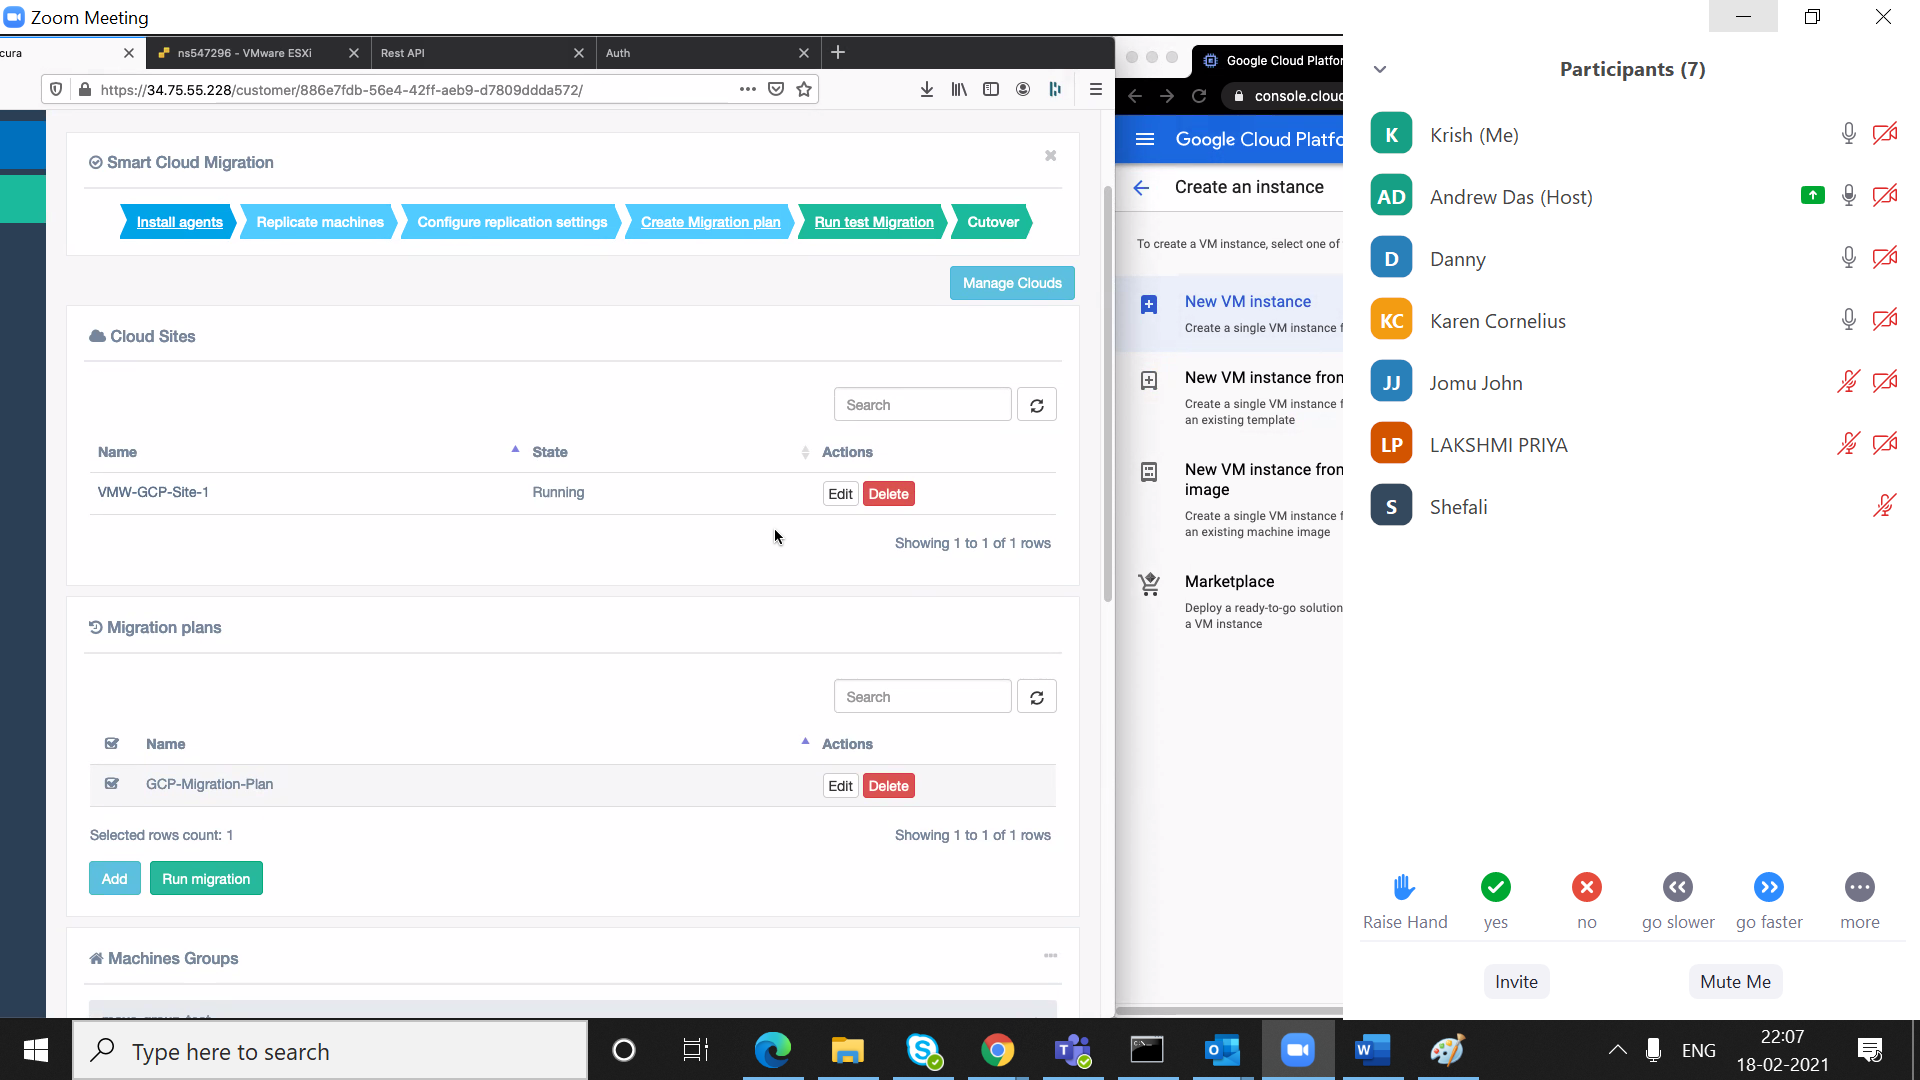 Zoom Meeting
cura
ns547296 - VMware ESXi
Rest API
Auth
https://34.75.55.228/customer/886e7fdb-56e4-42ff-aeb9-d7809ddda572/
Smart Cloud Migration
Install agents
Replicate machines
Configure replication settings
Create Migration plan
Run test Migration
Cutover
Manage Clouds
Cloud Sites
Search
Name
State
Actions
VMW-GCP-Site-1
Running
Edit
Delete
Showing 1 to 1 of 1 rows
Migration plans
Search
Name
Actions
GCP-Migration-Plan
Edit
Delete
Selected rows count: 1
Showing 1 to 1 of 1 rows
Add
Run migration
Machines Groups
Google Cloud Platfor
console.clouc
Google Cloud Platfo
Create an instance
To create a VM instance, select one of
New VM instance
Create a single VM instance f
New VM instance fron
Create a single VM instance f
an existing template
New VM instance fron
image
Create a single VM instance f
an existing machine image
Marketplace
Deploy a ready-to-go solution
a VM instance
Participants (7)
K
Krish (Me)
AD
Andrew Das (Host)
D
Danny
KC
Karen Cornelius
JJ
Jomu John
LP
LAKSHMI PRIYA
S
Shefali
Raise Hand
yes
no
go slower
go faster
more
Invite
Mute Me
Type here to search
ENG
22:07
18-02-2021